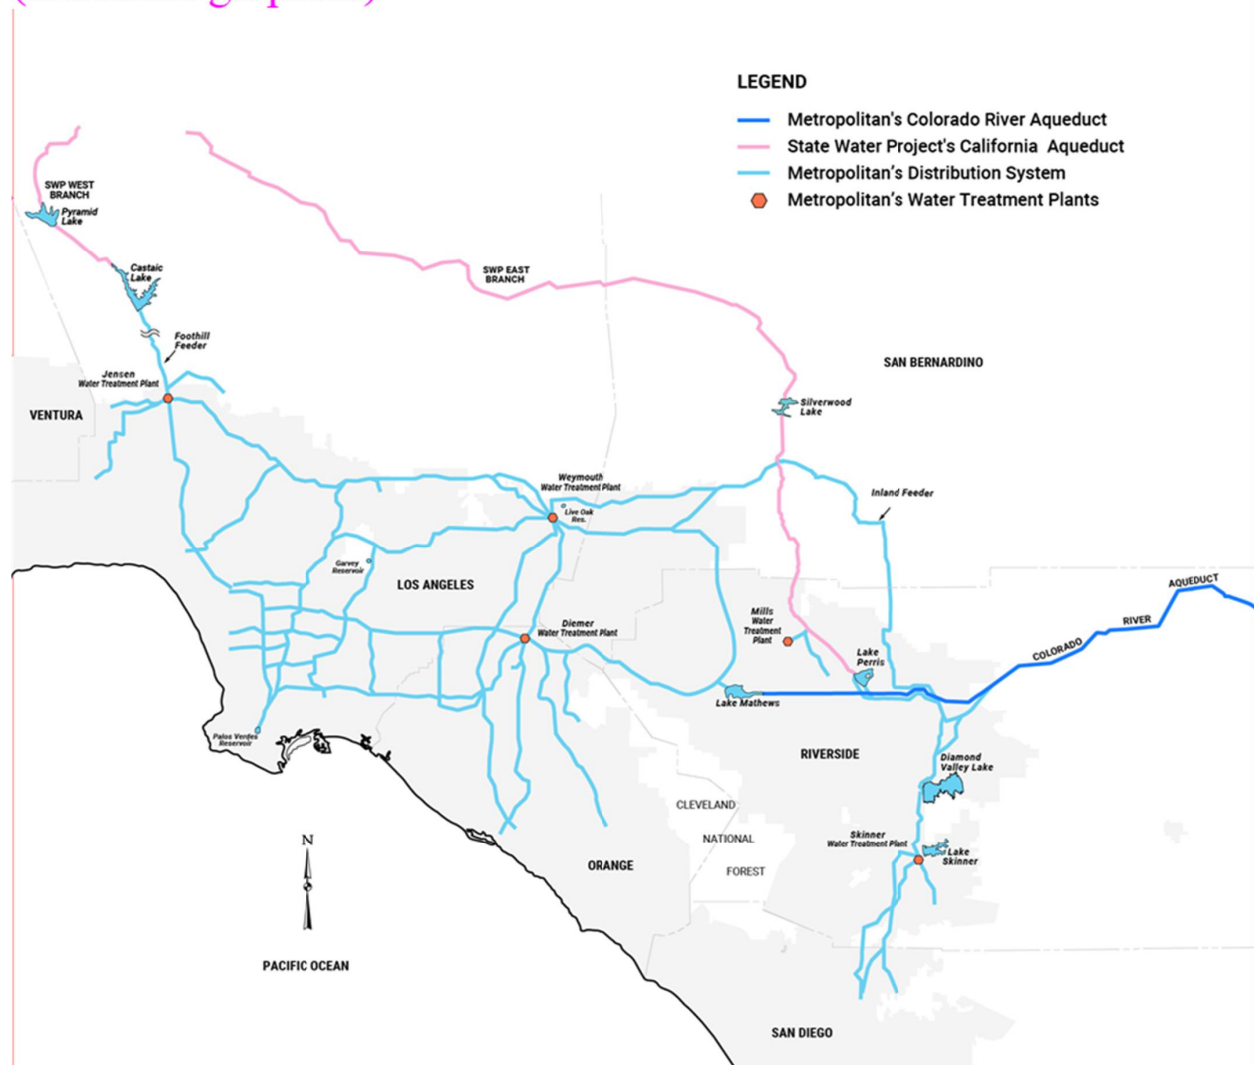 LEGEND
Metropolitan's Colorado River Aqueduct
State Water Project's California Aqueduct
Metropolitan's Distribution System
Metropolitan's Water Treatment Plants
SWP WEST
BRANCH
Pyramid
Lake
Castaic
Lake
SWP EAST
BRANCH
Foothill
Feeder
Jensen
Water Treatment Plant
SAN BERNARDINO
VENTURA
Silverwood
Lake
Weymouth
Water Treatment Plant
Live Oak
Res.
Inland Feeder
Garvey
Reservoir
LOS ANGELES
AQUEDUCT
RIVER
COLORADO
Mills
Water
Treatment
Plant
Diemer
Water Treatment Plant
Lake
Perris
Lake Mathews
Palos Verdes
Reservoir
RIVERSIDE
Diamond
Valley Lake
CLEVELAND
NATIONAL
FOREST
Skinner
Water Treatment Plant
Lake
Skinner
N
ORANGE
PACIFIC OCEAN
SAN DIEGO